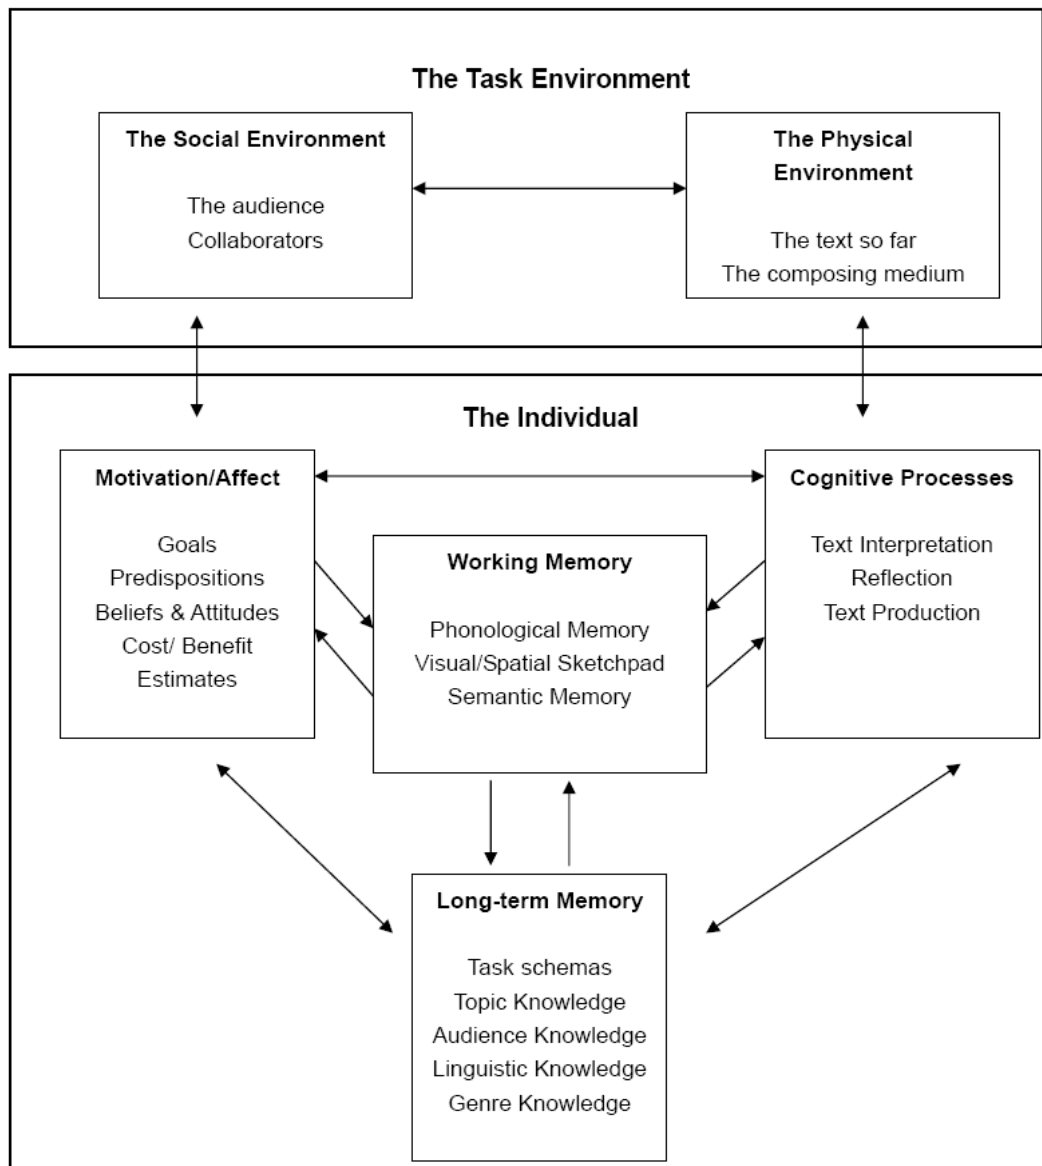 The Task Environment
The Social Environment
The audience
Collaborators
The Physical
Environment
The text so far
The composing medium
The Individual
Motivation/Affect
Goals
Predispositions
Beliefs & Attitudes
Cost/ Benefit
Estimates
Working Memory
Phonological Memory
Visual/Spatial Sketchpad
Semantic Memory
Cognitive Processes
Text Interpretation
Reflection
Text Production
Long-term Memory
Task schemas
Topic Knowledge
Audience Knowledge
Linguistic Knowledge
Genre Knowledge